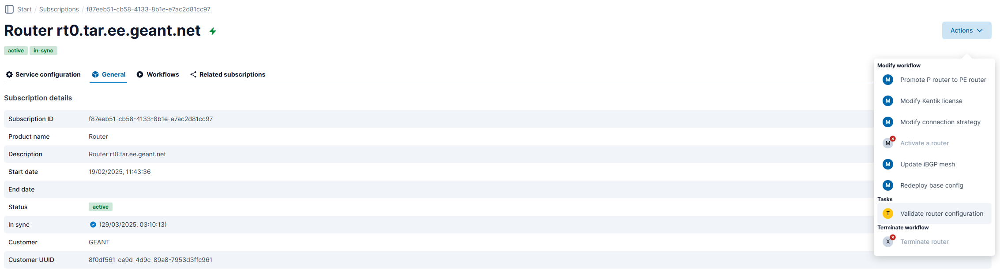 Start / Subscriptions / f87eeb51-cb58-4133-8b1e-e7ac2d81cc97
Router rt0.tar.ee.geant.net
Actions
active in-sync
Service configuration General Workflows Related subscriptions
Subscription details
Subscription ID f87eeb51-cb58-4133-8b1e-e7ac2d81cc97
Product name Router
Description Router rt0.tar.ee.geant.net
Start date 19/02/2025, 11:43:36
End date
Status active
In sync (29/03/2025, 03:10:13)
Customer GEANT
Customer UUID 8f0df561-ce9d-4d9c-89a8-7953d3ffc961
Modify workflow
M Promote P router to PE router
M Modify Kentik license
M Modify connection strategy
M Activate a router
M Update iBGP mesh
M Redeploy base config
Tasks
T Validate router configuration
Terminate workflow
X Terminate router